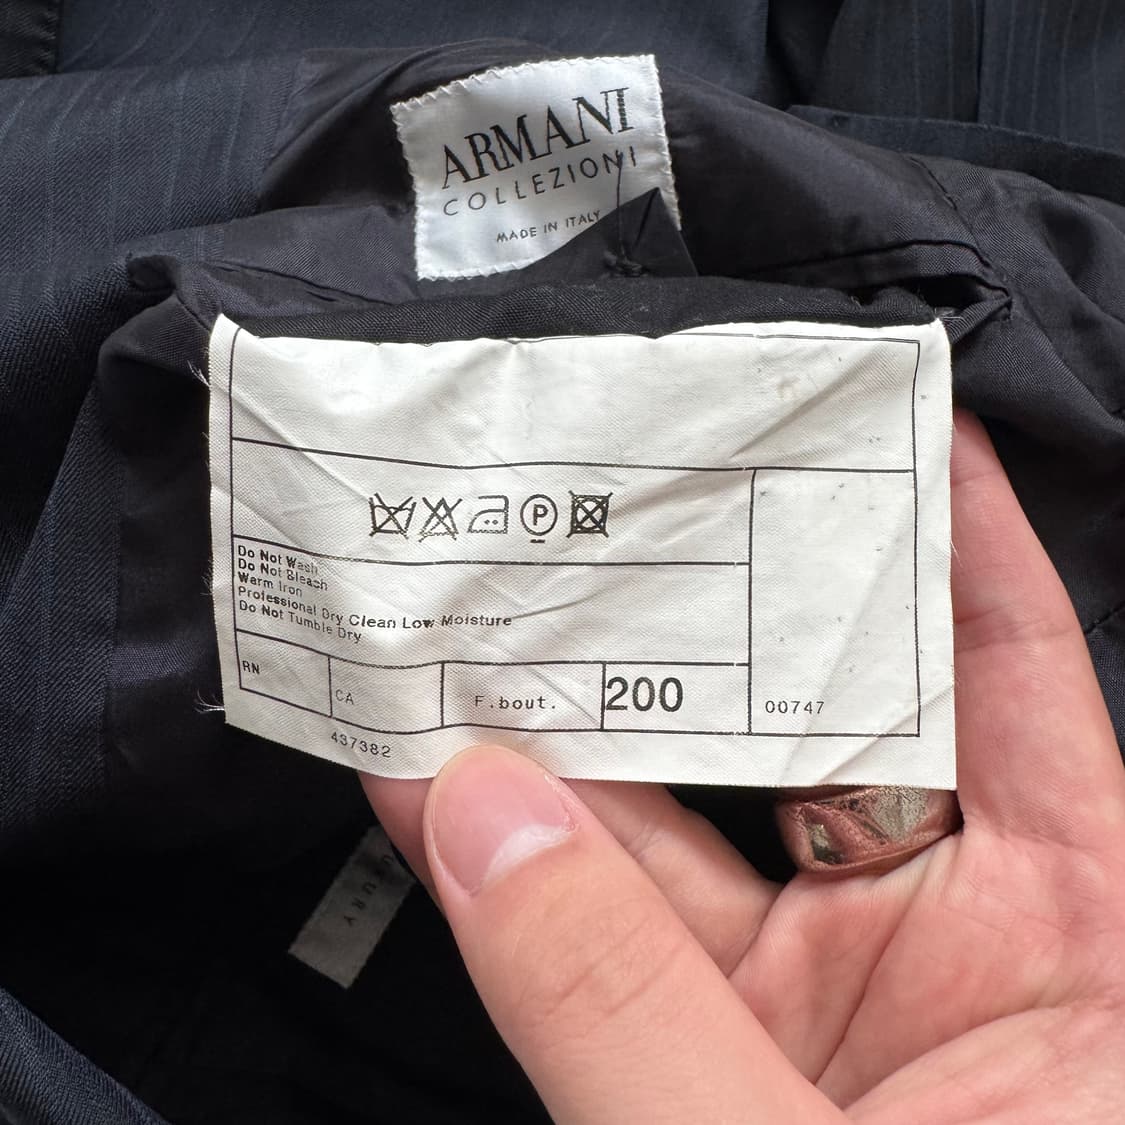 ARMANI
COLLEZIONI
MADE IN ITALY
P
Do Not Wash
Do Not Bleach
Warm Iron
Professional Dry Clean Low Moisture
Do Not Tumble Dry
RN
CA
F.bout.
200
00747
437382